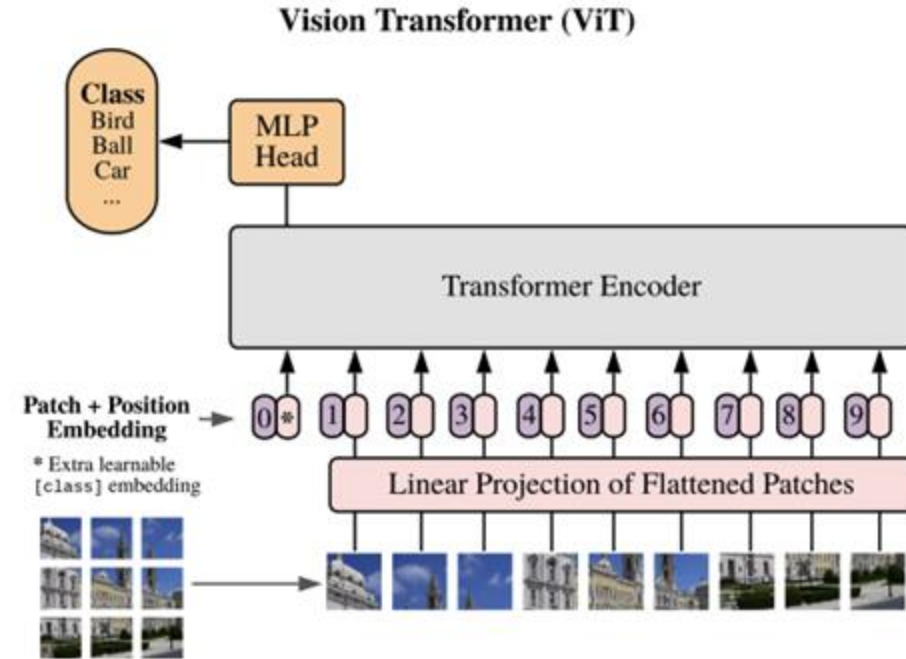 Vision Transformer (ViT)
Class
Bird
Ball
Car
...
MLP
Head
Transformer Encoder
Patch + Position
Embedding
0 * 1 2 3 4 5 6 7 8 9
* Extra learnable
[class] embedding
Linear Projection of Flattened Patches